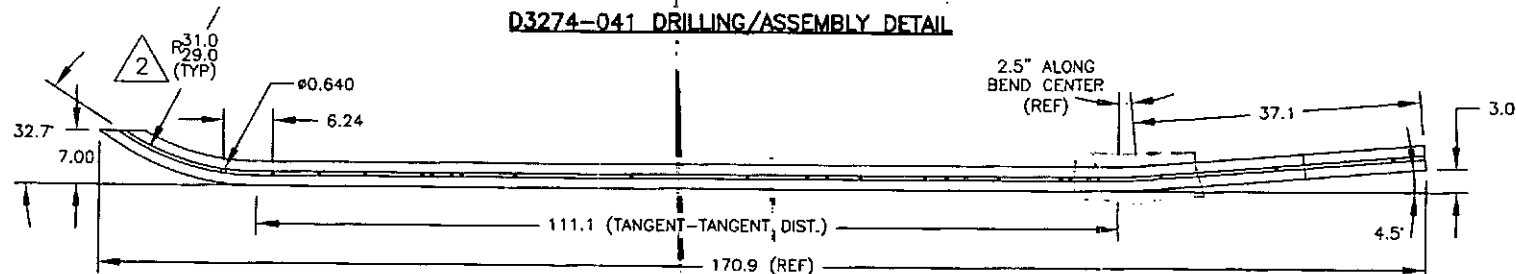 D3274-041 DRILLING/ASSEMBLY DETAIL
2
R31.0
29.0
(TYP)
ø0.640
6.24
2.5" ALONG
BEND CENTER
(REF)
37.1
3.0
32.7°
7.00
111.1 (TANGENT-TANGENT, DIST.)
4.5°
170.9 (REF)